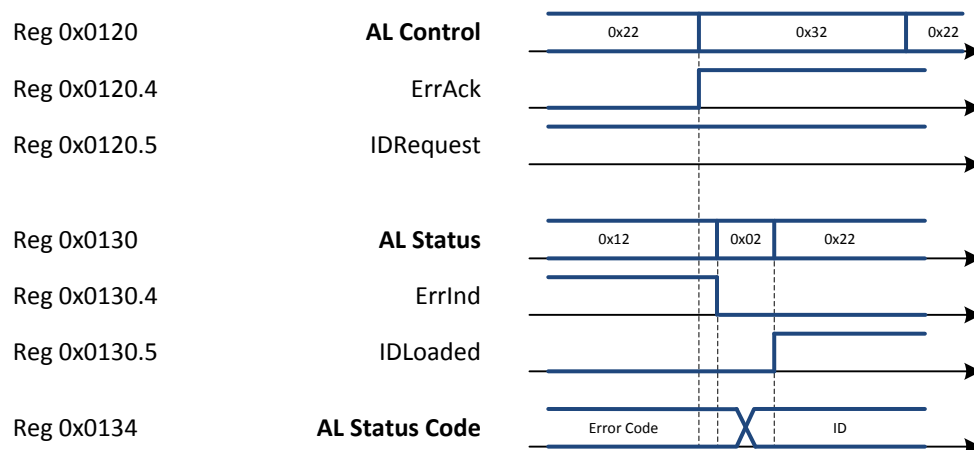 Reg 0x0120 AL Control 0x22 0x32 0x22
Reg 0x0120.4 ErrAck
Reg 0x0120.5 IDRequest
Reg 0x0130 AL Status 0x12 0x02 0x22
Reg 0x0130.4 ErrInd
Reg 0x0130.5 IDLoaded
Reg 0x0134 AL Status Code Error Code ID